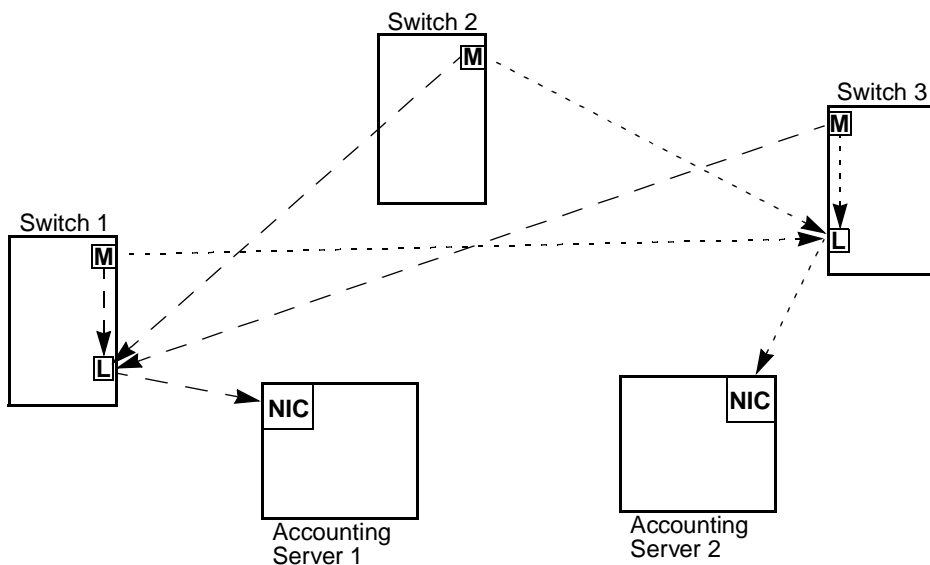 Switch 2
M
Switch 3
M
Switch 1
M
L
L
NIC
NIC
Accounting
Server 1
Accounting
Server 2